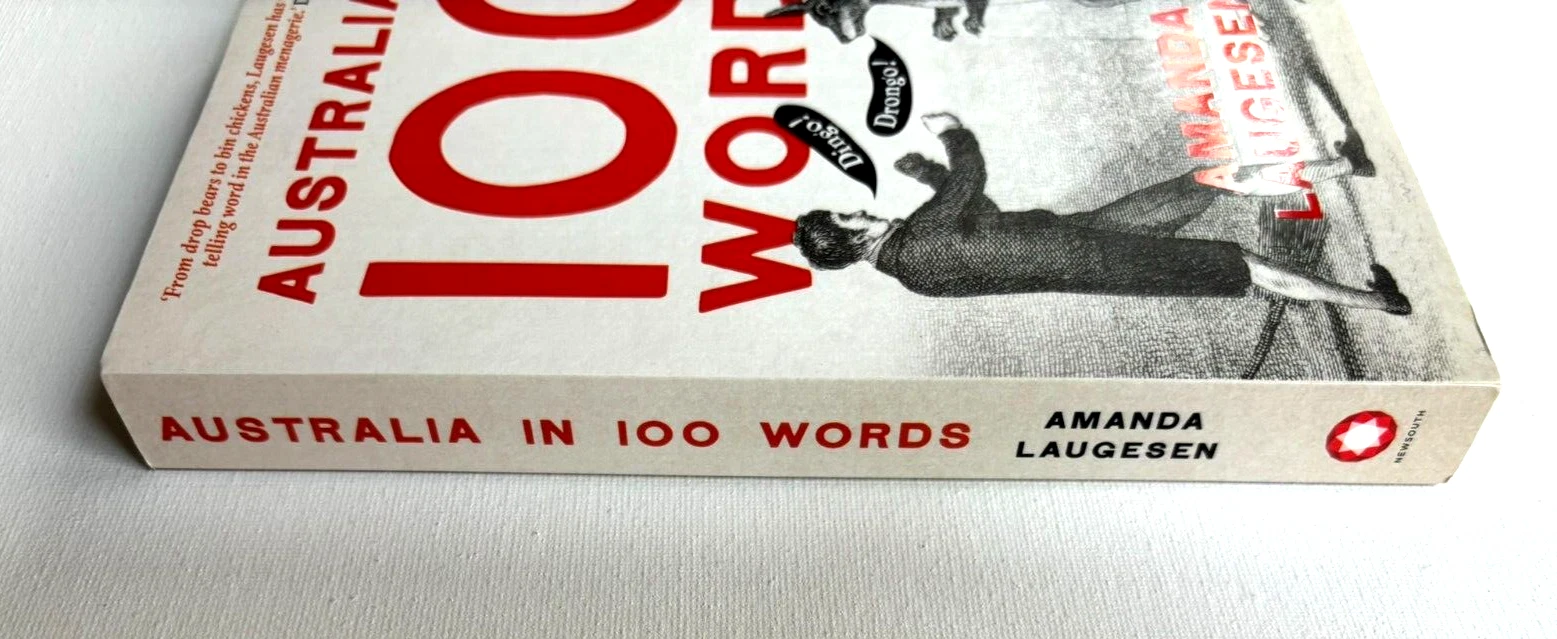 'From drop bears to bin chickens, Laugesen has
telling word in the Australian menagerie.'
AUSTRALIA
100
WORD
Dingo!
Drongo!
AMANDA
LAUGESEN
AUSTRALIA IN 100 WORDS
AMANDA
LAUGESEN
NEWSOUTH